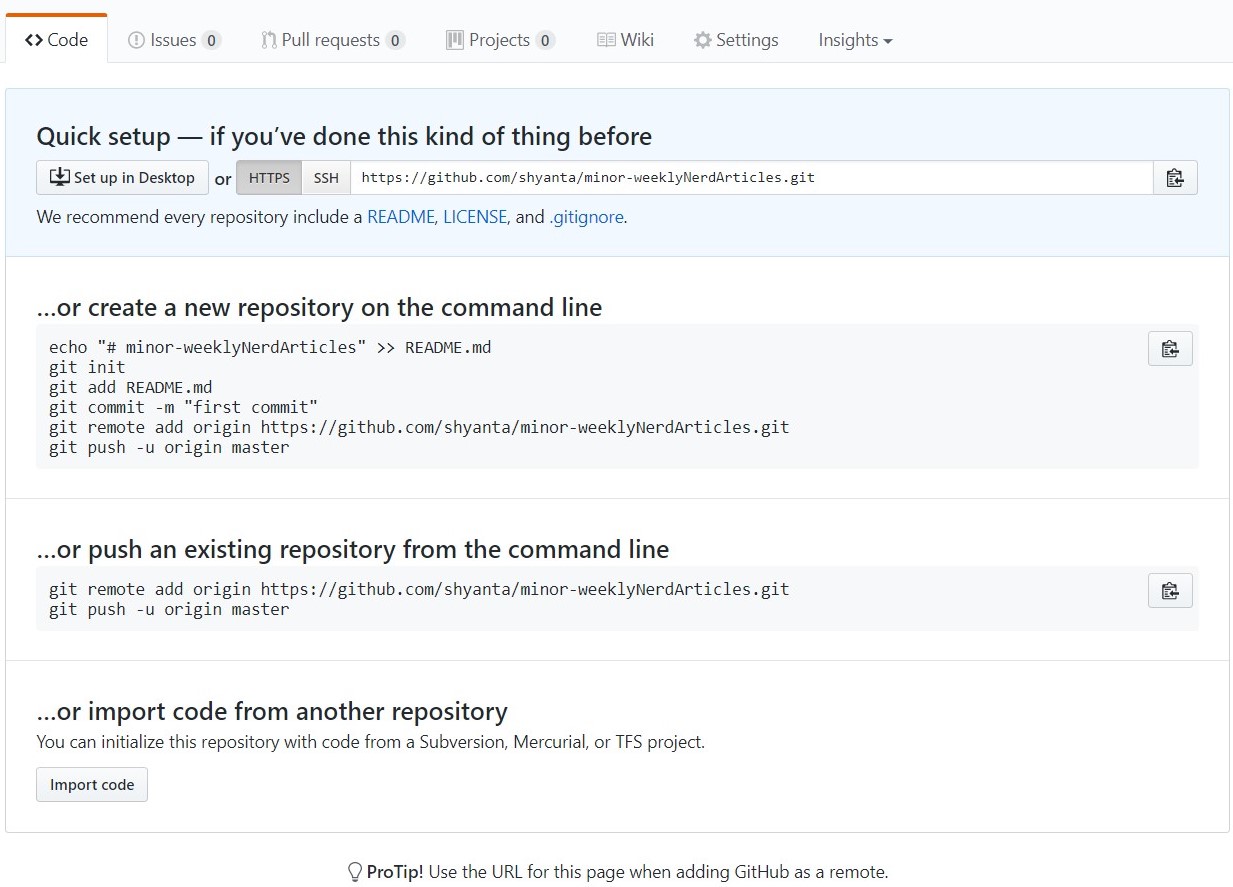 Code Issues 0 Pull requests 0 Projects 0 Wiki Settings Insights
Quick setup — if you’ve done this kind of thing before
Set up in Desktop or HTTPS SSH https://github.com/shyanta/minor-weeklyNerdArticles.git
We recommend every repository include a README, LICENSE, and .gitignore.
…or create a new repository on the command line
echo "# minor-weeklyNerdArticles" >> README.md
git init
git add README.md
git commit -m "first commit"
git remote add origin https://github.com/shyanta/minor-weeklyNerdArticles.git
git push -u origin master
…or push an existing repository from the command line
git remote add origin https://github.com/shyanta/minor-weeklyNerdArticles.git
git push -u origin master
…or import code from another repository
You can initialize this repository with code from a Subversion, Mercurial, or TFS project.
Import code
ProTip! Use the URL for this page when adding GitHub as a remote.